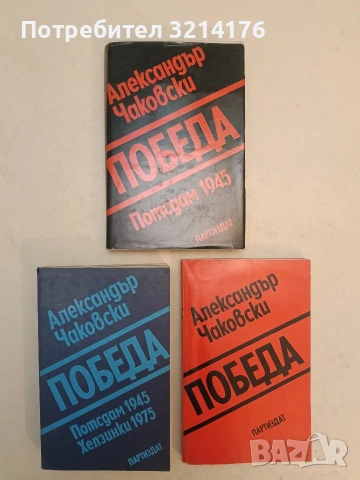 Потребител 3214176
Александър
Чаковски
ПОБЕДА
Потсдам 1945
ПАРТИЗДАТ
Александър
Чаковски
ПОБЕДА
Потсдам 1945
Хелзинки 1975
ПАРТИЗДАТ
Александър
Чаковски
ПОБЕДА
ПАРТИЗДАТ
BAZAR